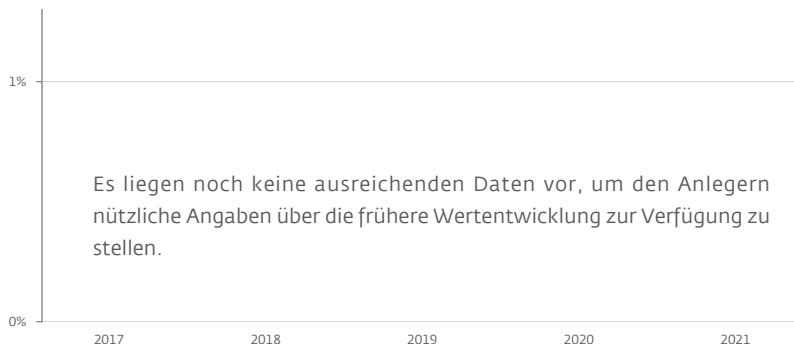 1%
Es liegen noch keine ausreichenden Daten vor, um den Anlegern
nützliche Angaben über die frühere Wertentwicklung zur Verfügung zu
stellen.
0%
2017 2018 2019 2020 2021